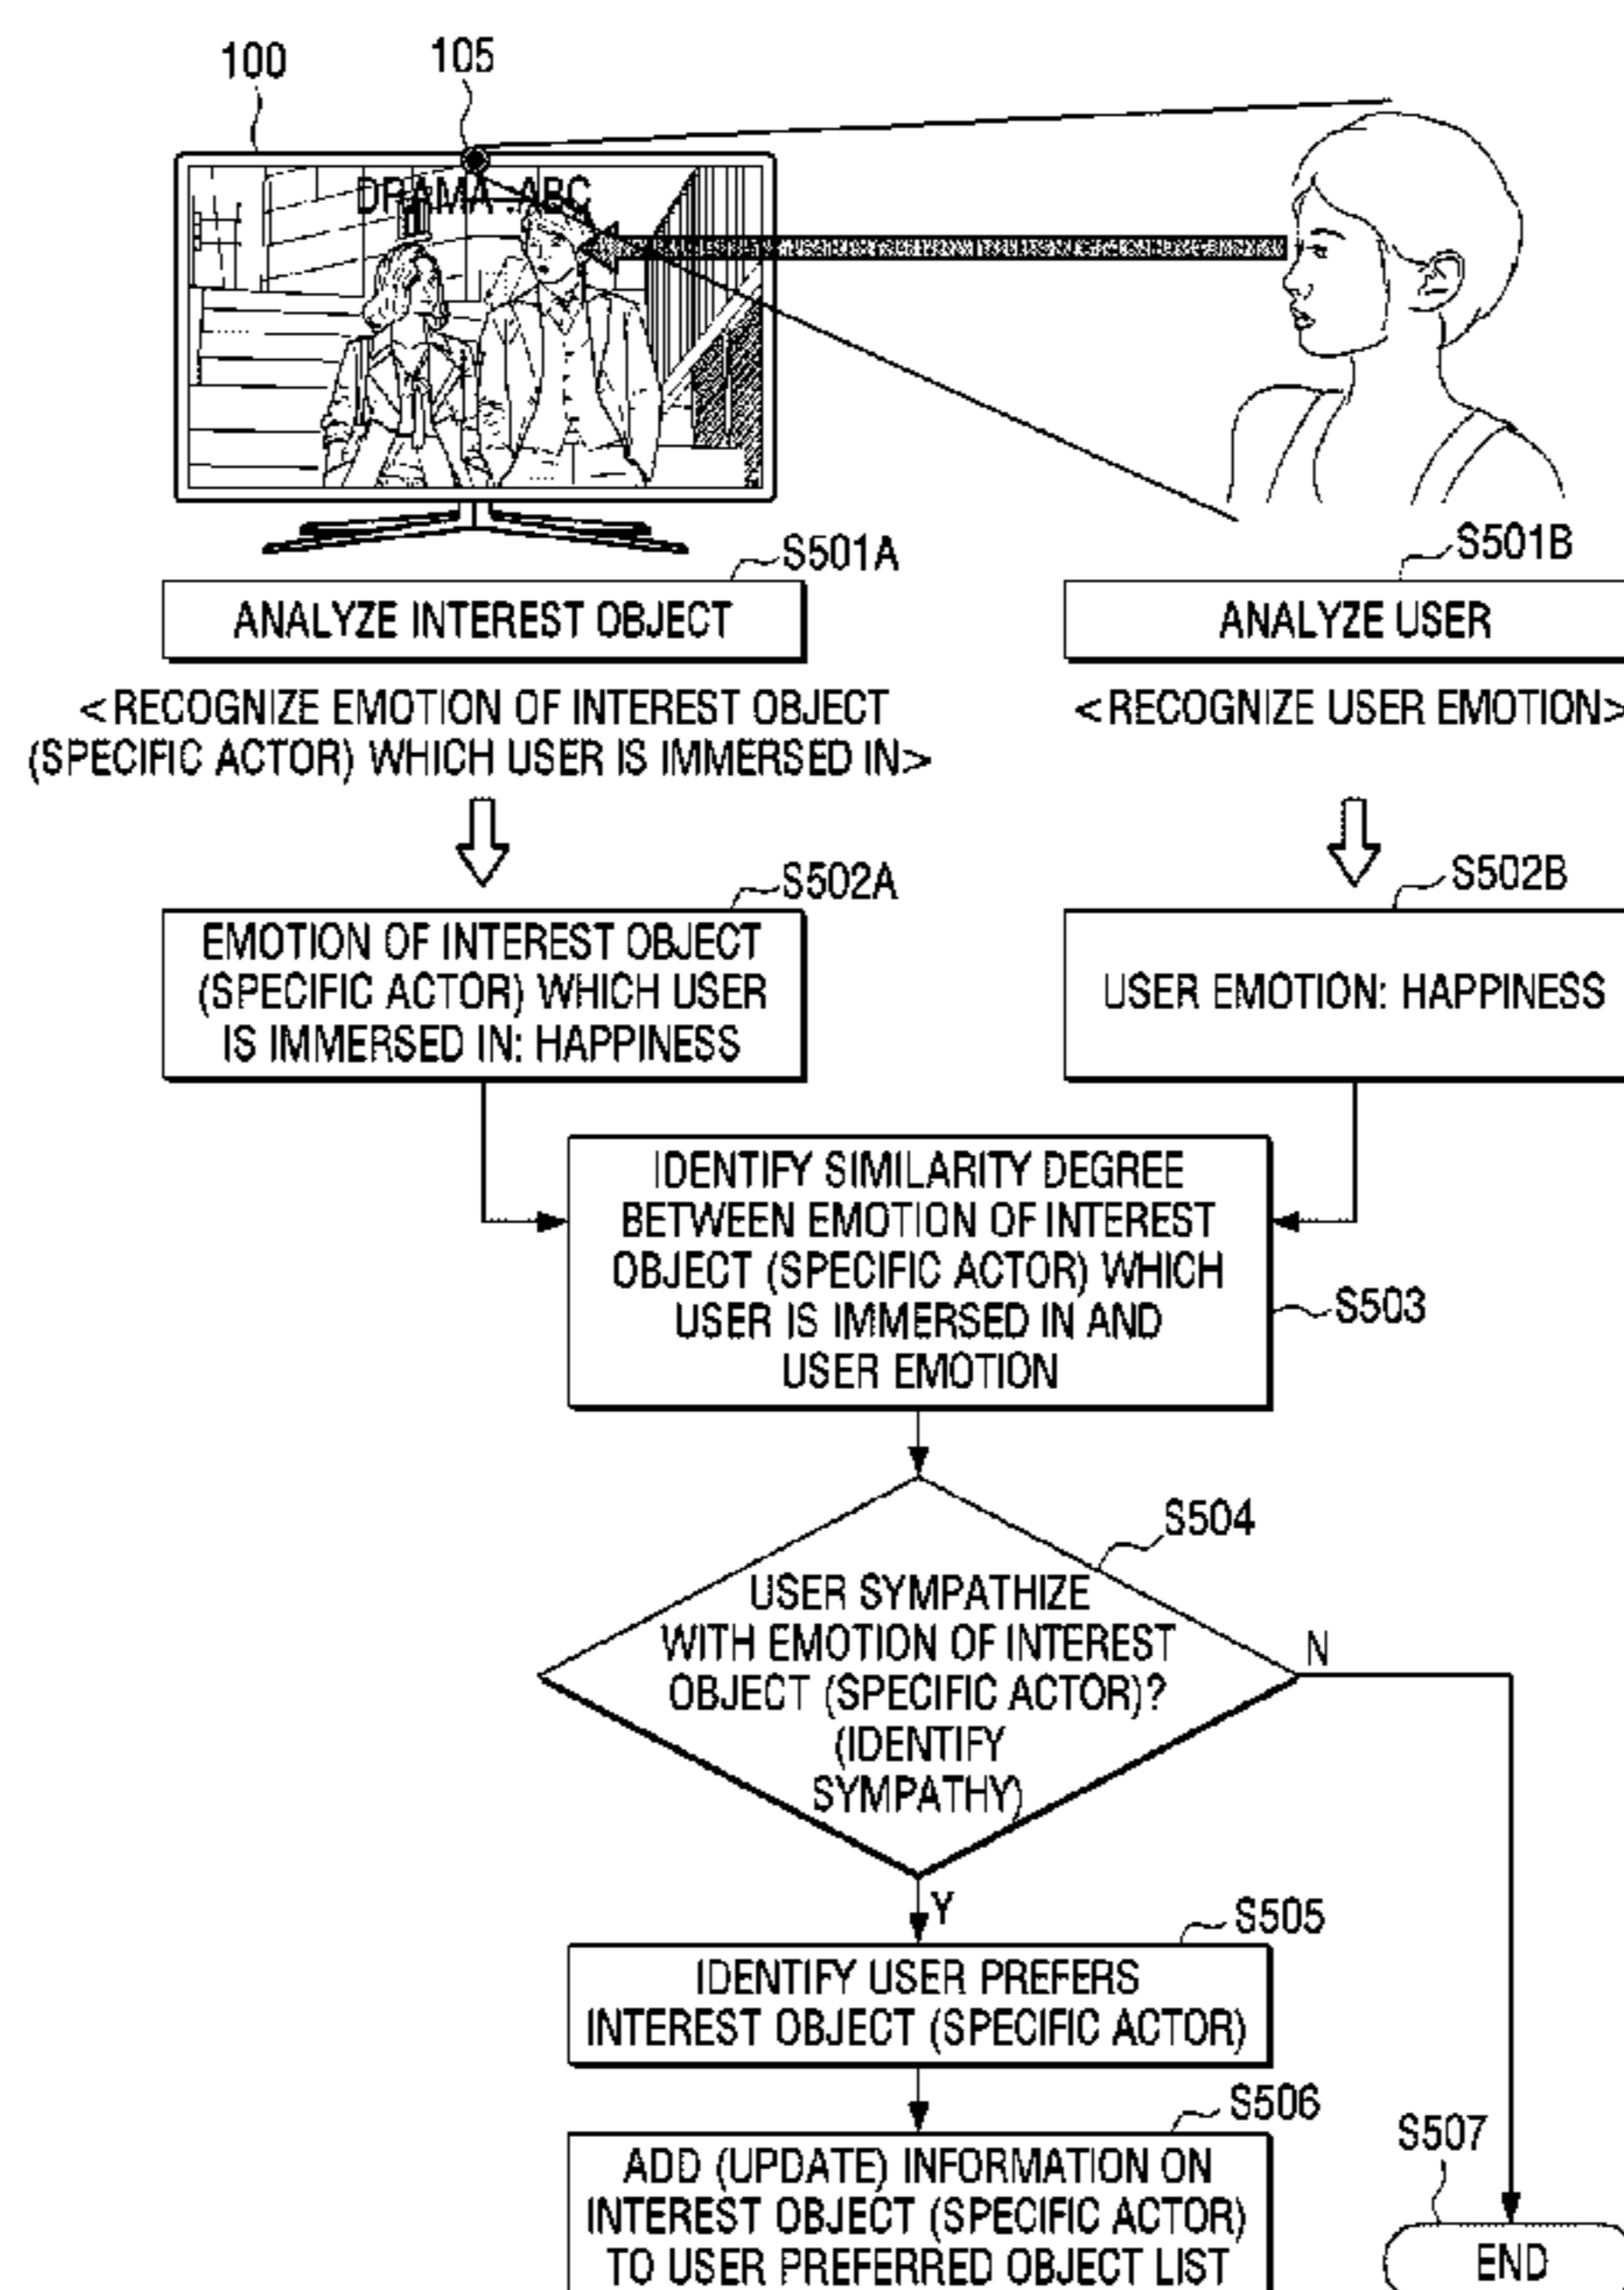 100
105
DRAMA :ABC
S501A
ANALYZE INTEREST OBJECT
S501B
ANALYZE USER
<RECOGNIZE EMOTION OF INTEREST OBJECT
(SPECIFIC ACTOR) WHICH USER IS IMMERSED IN>
<RECOGNIZE USER EMOTION>
S502A
EMOTION OF INTEREST OBJECT
(SPECIFIC ACTOR) WHICH USER
IS IMMERSED IN: HAPPINESS
S502B
USER EMOTION: HAPPINESS
IDENTIFY SIMILARITY DEGREE
BETWEEN EMOTION OF INTEREST
OBJECT (SPECIFIC ACTOR) WHICH
USER IS IMMERSED IN AND
USER EMOTION
S503
S504
USER SYMPATHIZE
WITH EMOTION OF INTEREST
OBJECT (SPECIFIC ACTOR)?
(IDENTIFY
SYMPATHY)
N
Y
S505
IDENTIFY USER PREFERS
INTEREST OBJECT (SPECIFIC ACTOR)
S506
ADD (UPDATE) INFORMATION ON
INTEREST OBJECT (SPECIFIC ACTOR)
TO USER PREFERRED OBJECT LIST
S507
END